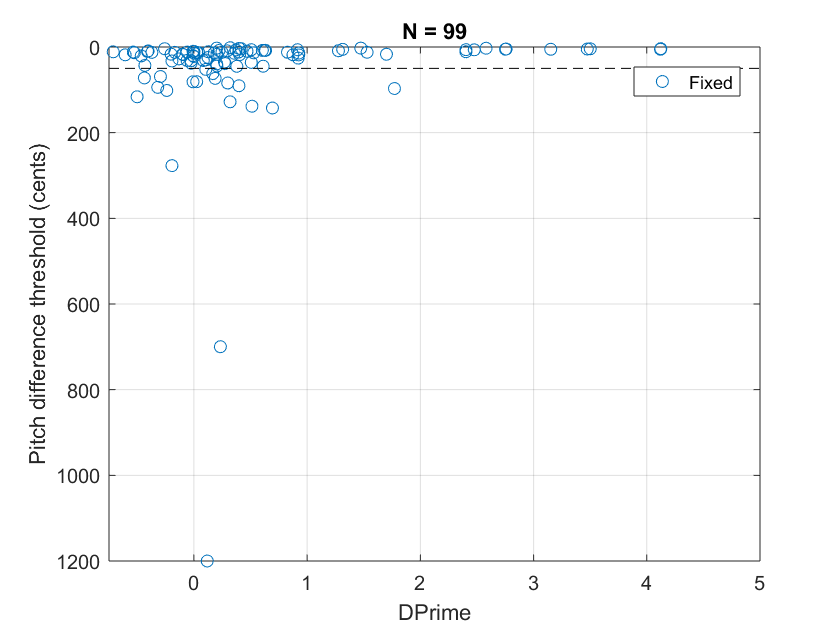 N = 99
0
200
400
600
800
1000
1200
Pitch difference threshold (cents)
Fixed
0 1 2 3 4 5
DPrime